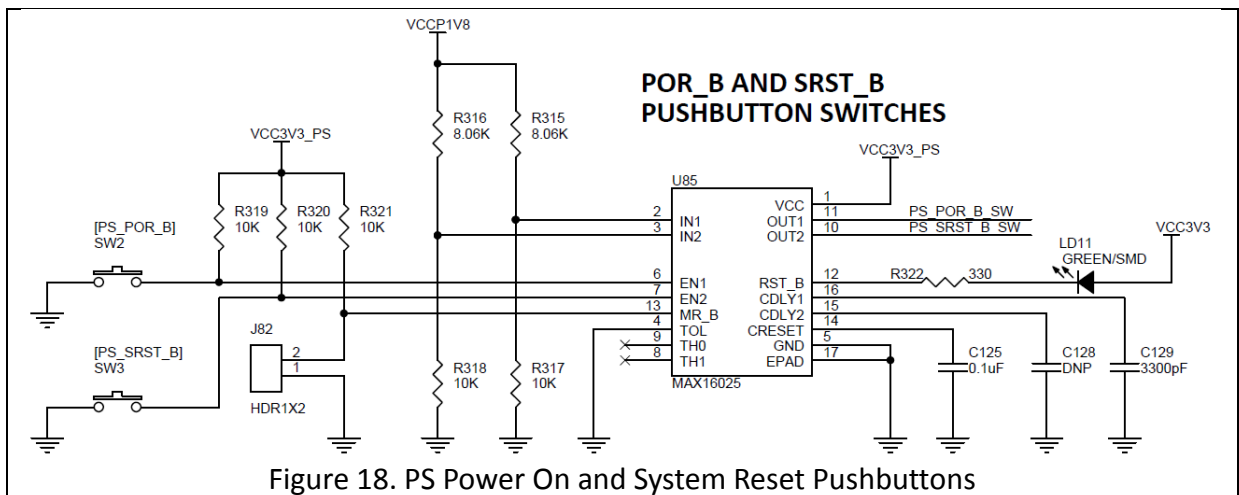 VCCP1V8
POR_B AND SRST_B
PUSHBUTTON SWITCHES
R316
8.06K
R315
8.06K
VCC3V3_PS
VCC3V3_PS
U85
R319
10K
R320
10K
R321
10K
[PS_POR_B]
SW2
2 IN1
3 IN2
6 EN1
7 EN2
13 MR_B
4 TOL
9 TH0
8 TH1
VCC 1
OUT1 11 PS_POR_B_SW
OUT2 10 PS_SRST_B_SW
RST_B 12
CDLY1 16
CDLY2 15
CRESET 14
GND 5
EPAD 17
MAX16025
LD11
GREEN/SMD
VCC3V3
R322 330
[PS_SRST_B]
SW3
J82
2
1
HDR1X2
R318
10K
R317
10K
C125
0.1uF
C128
DNP
C129
3300pF
Figure 18. PS Power On and System Reset Pushbuttons